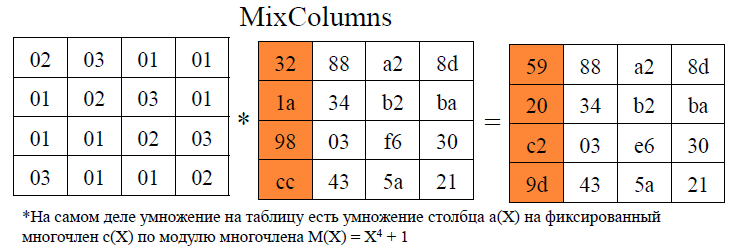 MixColumns
02 03 01 01 32 88 a2 8d 59 88 a2 8d
01 02 03 01 1a 34 b2 ba 20 34 b2 ba
* =
01 01 02 03 98 03 f6 30 c2 03 e6 30
03 01 01 02 cc 43 5a 21 9d 43 5a 21
*На самом деле умножение на таблицу есть умножение столбца a(X) на фиксированный
многочлен c(X) по модулю многочлена M(X) = X⁴ + 1